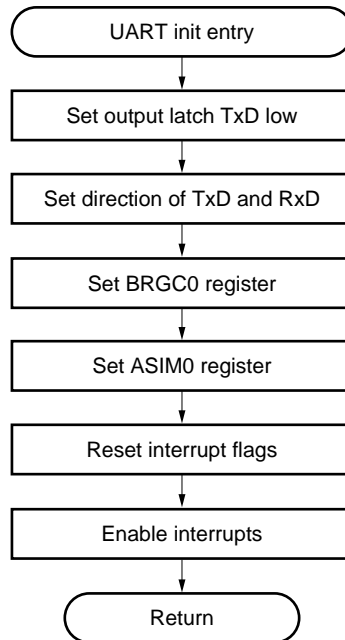 UART init entry
Set output latch TxD low
Set direction of TxD and RxD
Set BRGC0 register
Set ASIM0 register
Reset interrupt flags
Enable interrupts
Return